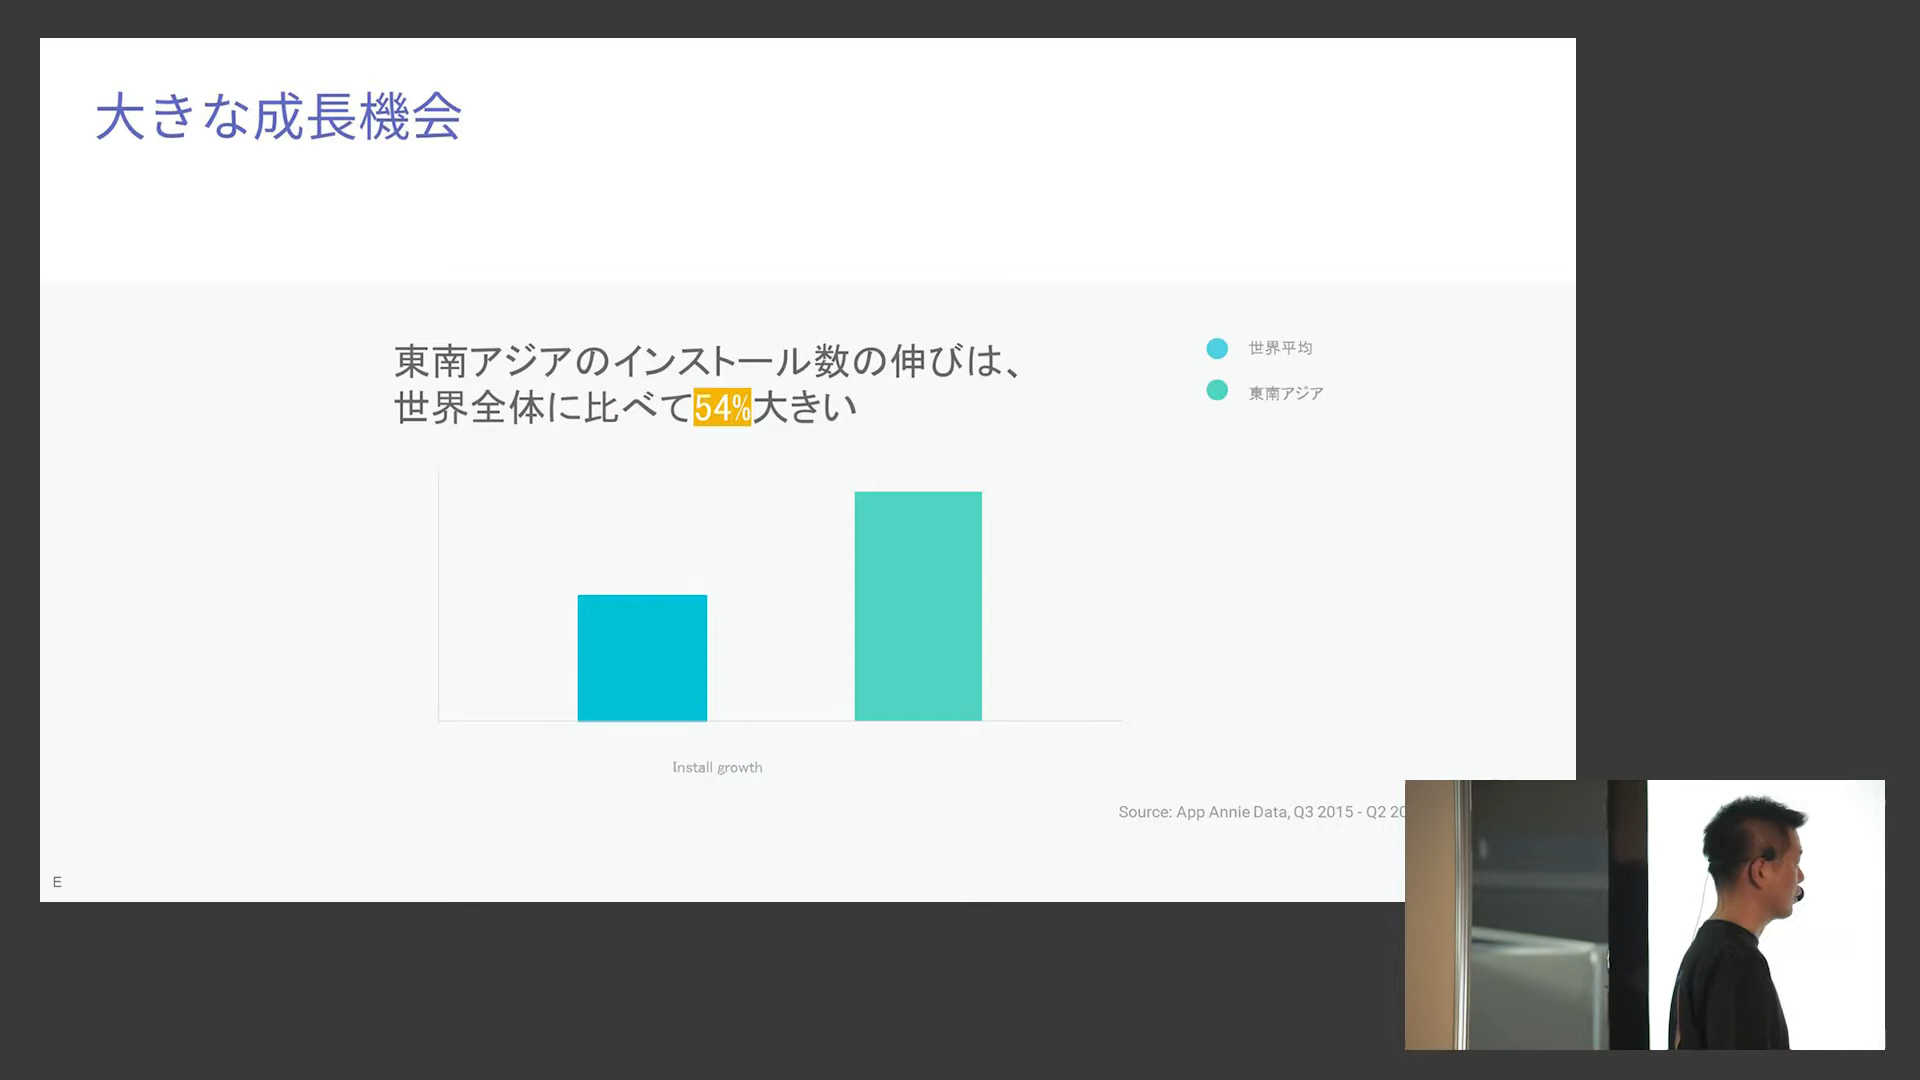 大きな成長機会
東南アジアのインストール数の伸びは、
世界全体に比べて54%大きい
世界平均
東南アジア
Install growth
Source: App Annie Data, Q3 2015 - Q2 20
E